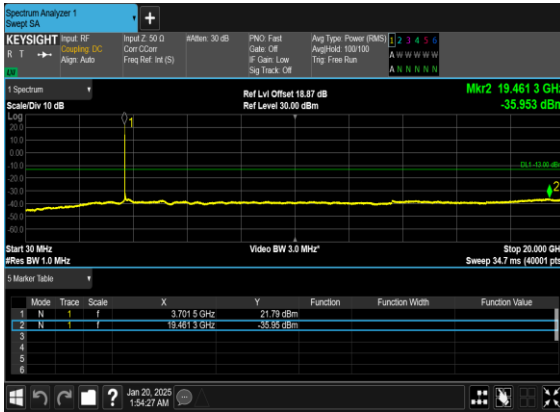 Spectrum Analyzer 1
Swept SA
+
KEYSIGHT
R T
LXI
Input: RF
Coupling: DC
Align: Auto
Input Z: 50 Ω
Corr CCorr
Freq Ref: Int (S)
#Atten: 30 dB
PNO: Fast
Gate: Off
IF Gain: Low
Sig Track: Off
Avg Type: Power (RMS)
Avg|Hold: 100/100
Trig: Free Run
1 2 3 4 5 6
A W W W W W
A N N N N N
1 Spectrum
Scale/Div 10 dB
Ref Lvl Offset 18.87 dB
Ref Level 30.00 dBm
Mkr2 19.461 3 GHz
-35.953 dBm
Log
20.0
10.0
0.00
-10.0
-20.0
-30.0
-40.0
-50.0
-60.0
1
DL1 -13.00 dBm
2
Start 30 MHz
#Res BW 1.0 MHz
Video BW 3.0 MHz*
Stop 20.000 GHz
Sweep 34.7 ms (40001 pts)
5 Marker Table
Mode Trace Scale X Y Function Function Width Function Value
1 N 1 f 3.701 5 GHz 21.79 dBm
2 N 1 f 19.461 3 GHz -35.95 dBm
3
4
5
6
?
Jan 20, 2025
1:54:27 AM